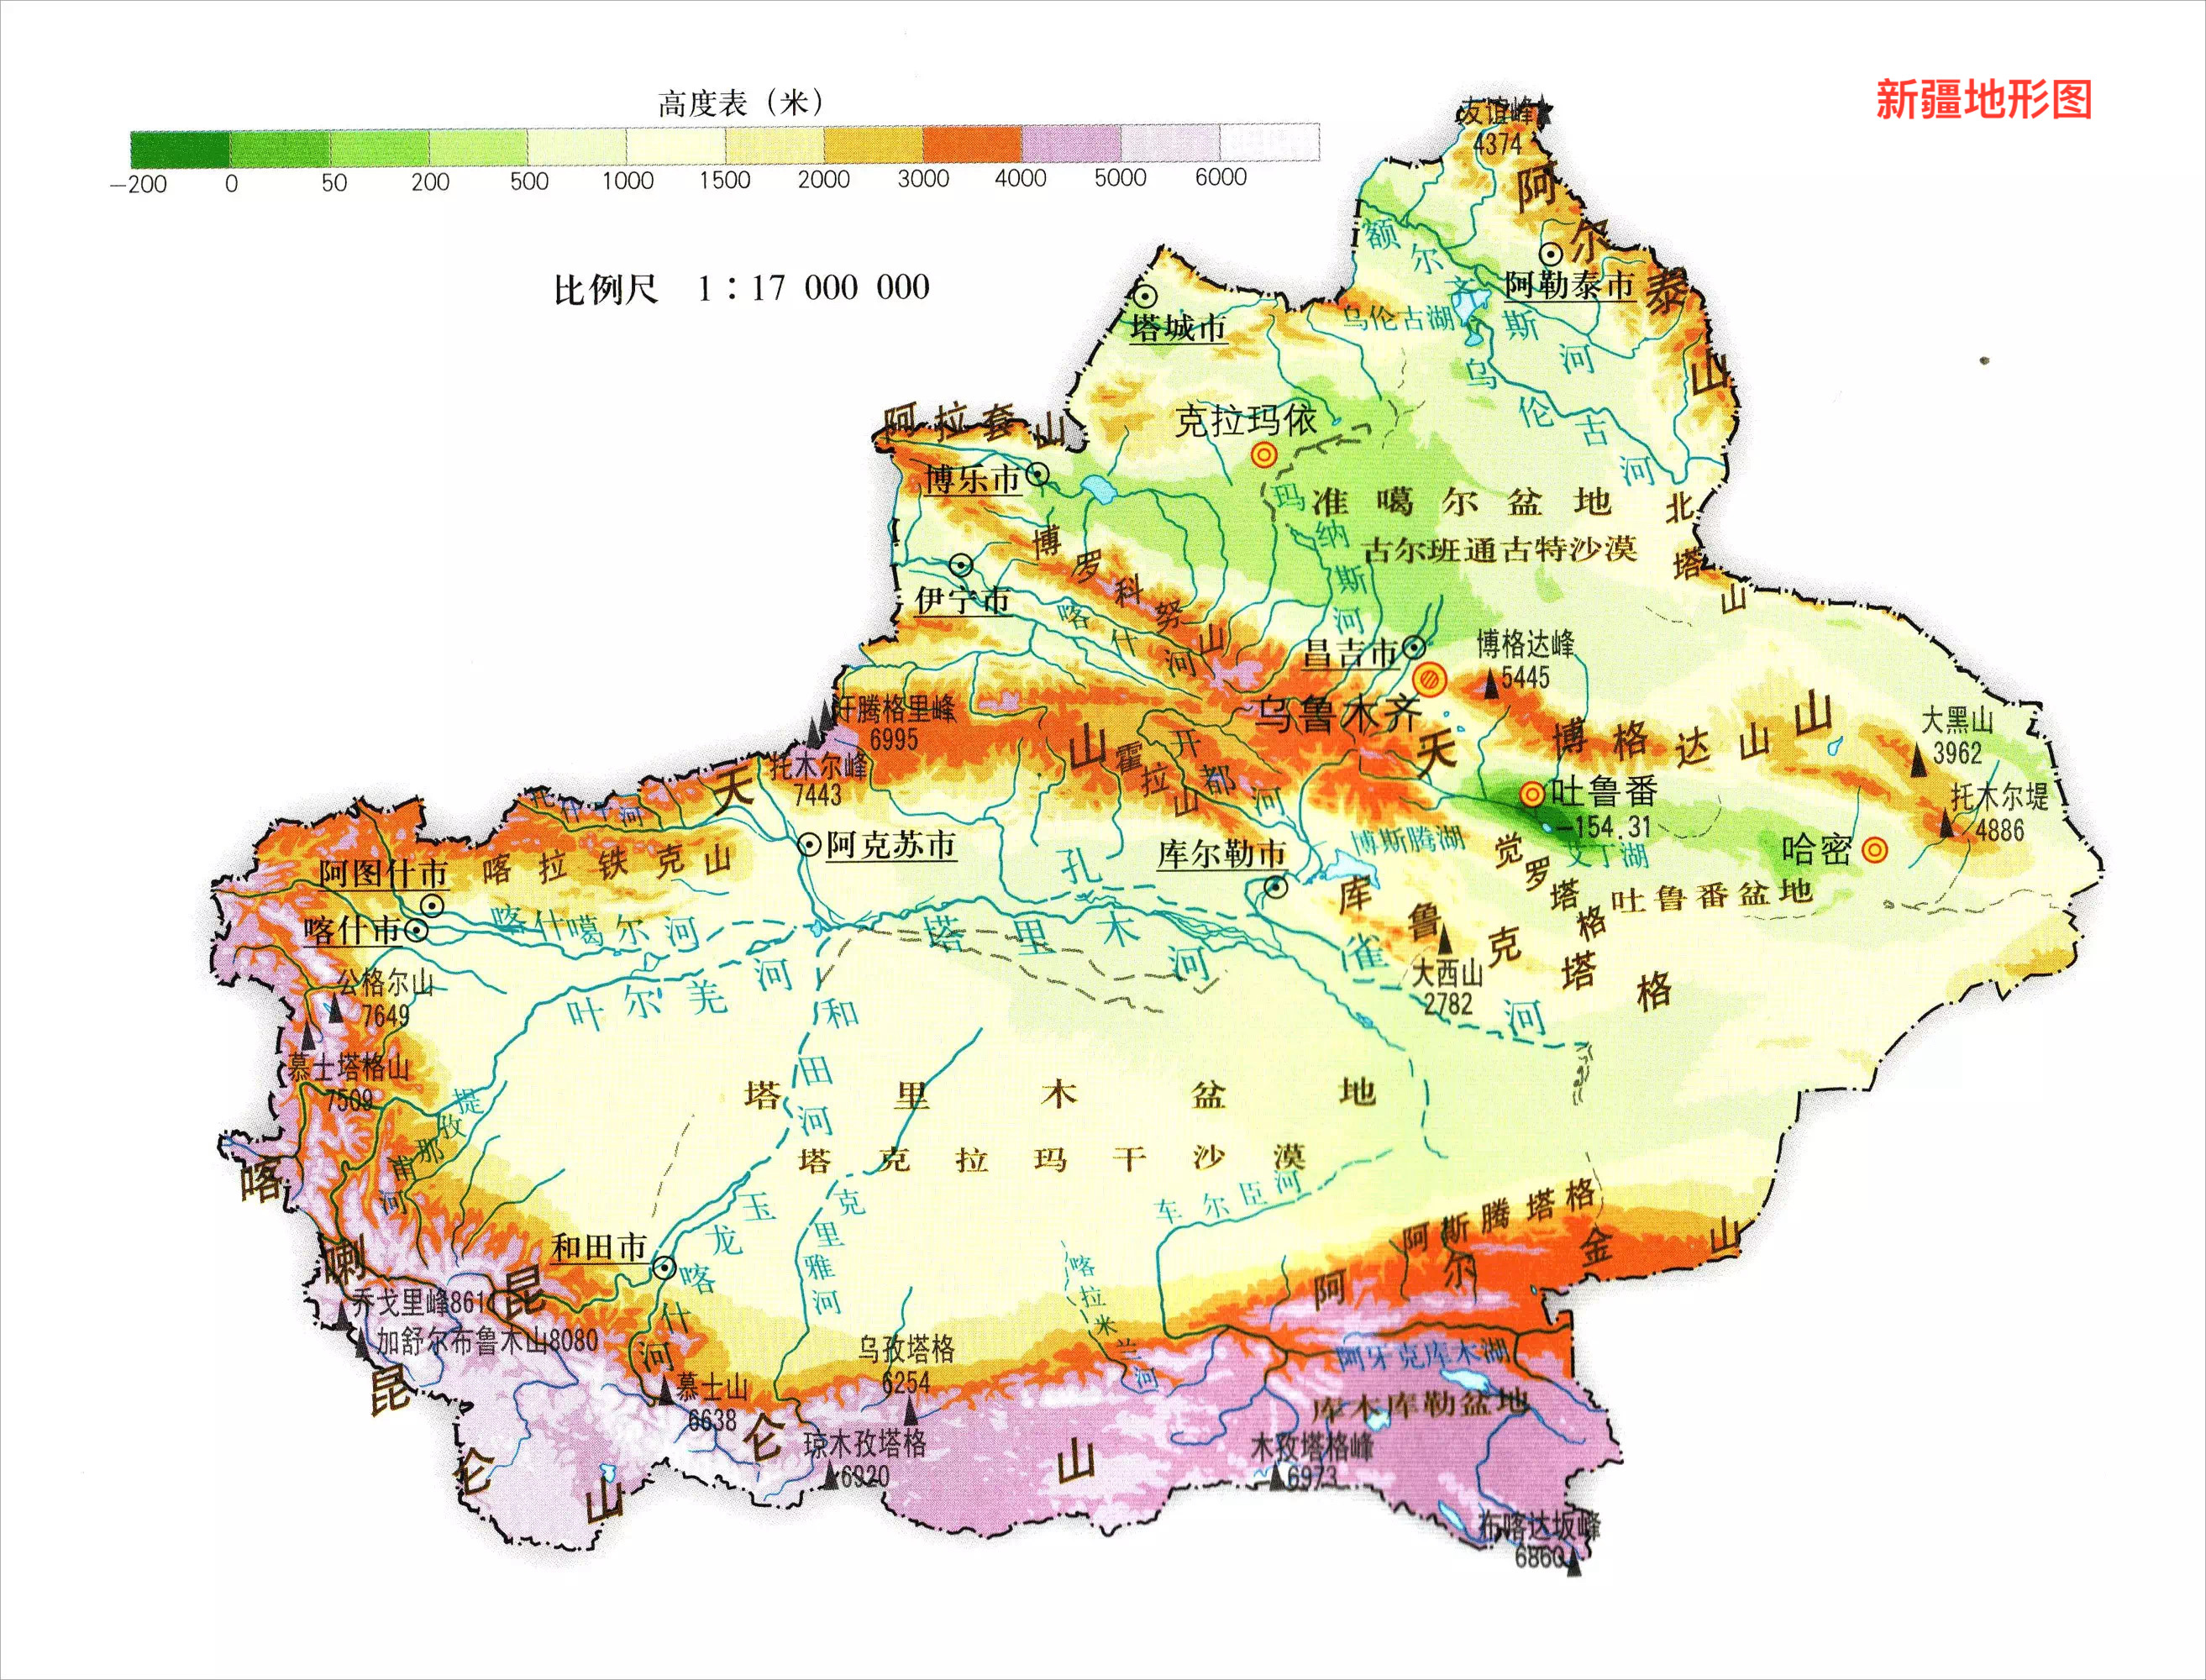 新疆地形图
高度表（米）
-200 0 50 200 500 1000 1500 2000 3000 4000 5000 6000
比例尺 1：17 000 000
友谊峰
4374
阿尔泰山
额尔齐斯河
阿勒泰市
塔城市
乌伦古湖
乌伦古河
阿拉套山
克拉玛依
博乐市
玛纳斯河
准噶尔盆地
古尔班通古特沙漠
北塔山
博罗科努山
伊宁市
喀什河
昌吉市
博格达峰
5445
乌鲁木齐
汗腾格里峰
6995
托木尔峰
7443
天山
天山
博格达山
大黑山
3962
霍拉山
开都河
吐鲁番
-154.31
艾丁湖
托木尔堤
4886
哈密
托什干河
阿克苏市
库尔勒市
博斯腾湖
觉罗塔格
吐鲁番盆地
阿图什市
喀拉铁克山
喀什市
喀什噶尔河
塔里木河
孔雀河
库鲁克塔格
大西山
2782
公格尔山
7649
慕士塔格山
7509
叶尔羌河
和田河
提孜那甫河
塔里木盆地
塔克拉玛干沙漠
车尔臣河
和田市
玉龙喀什河
克里雅河
喀拉米兰河
阿斯腾塔格
阿尔金山
喀喇昆仑山
乔戈里峰8611
加舒尔布鲁木山8080
昆仑山
慕士山
6638
乌孜塔格
6254
琼木孜塔格
6920
阿牙克库木湖
库木库勒盆地
木孜塔格峰
6973
布喀达坂峰
6860